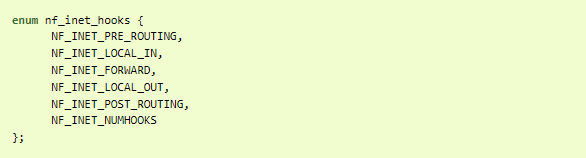 enum nf_inet_hooks {
NF_INET_PRE_ROUTING,
NF_INET_LOCAL_IN,
NF_INET_FORWARD,
NF_INET_LOCAL_OUT,
NF_INET_POST_ROUTING,
NF_INET_NUMHOOKS
};